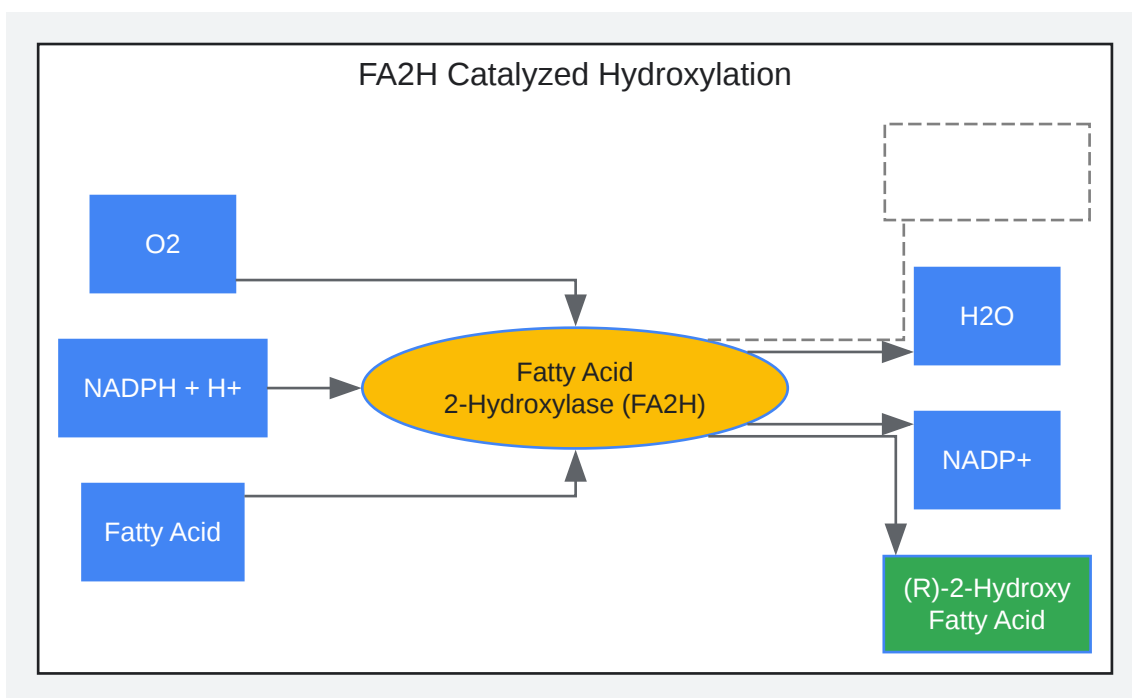 FA2H Catalyzed Hydroxylation
O2
NADPH + H+
Fatty Acid
Fatty Acid
2-Hydroxylase (FA2H)
H2O
NADP+
(R)-2-Hydroxy
Fatty Acid